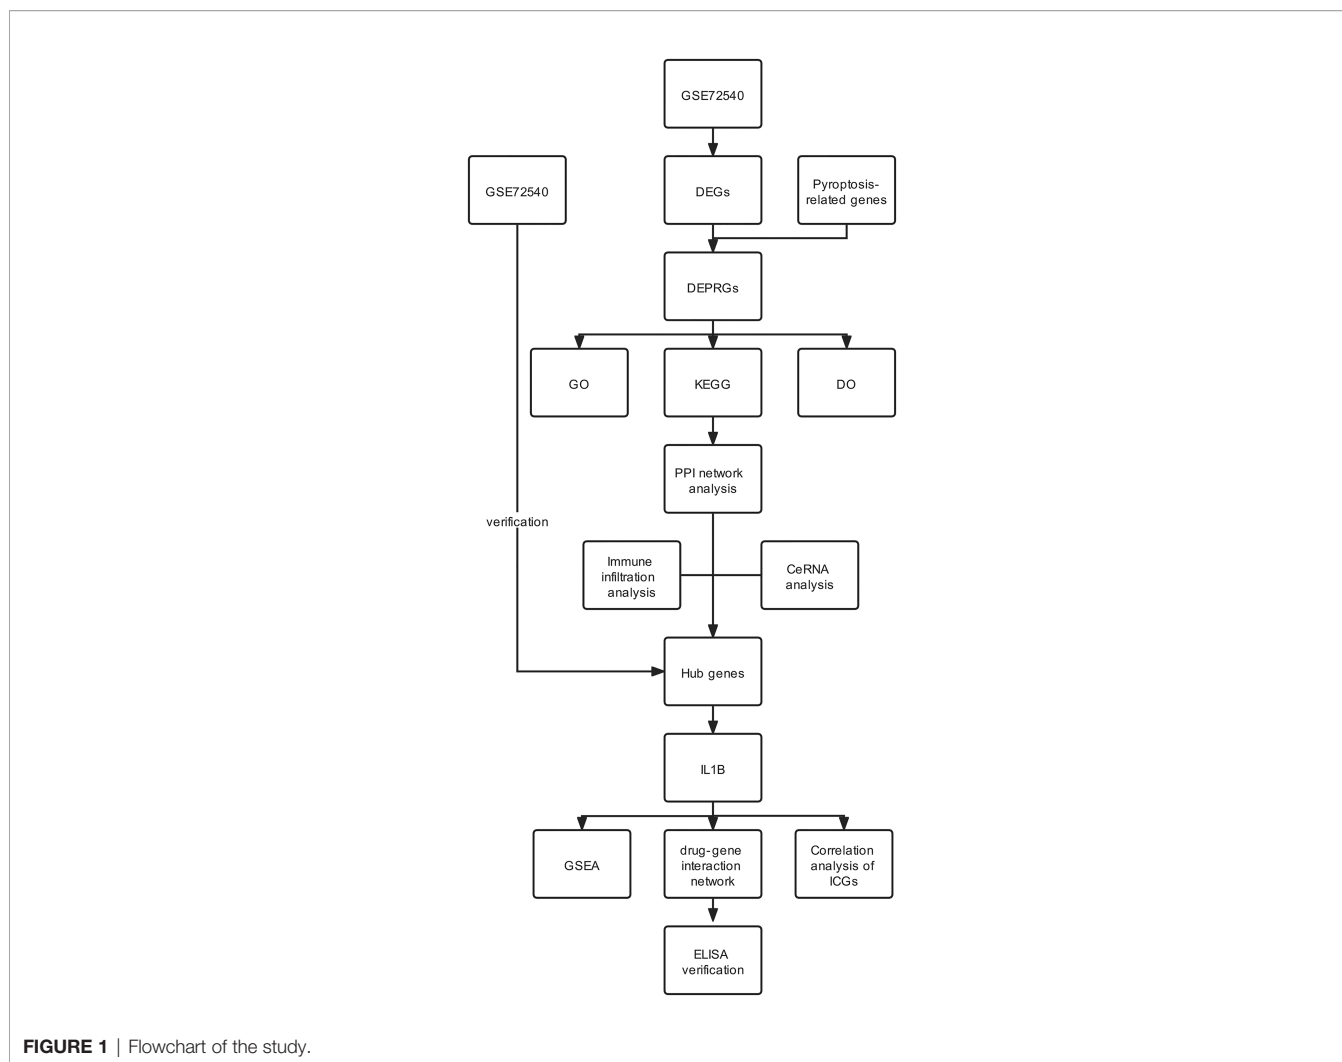 GSE72540
GSE72540
DEGs
Pyroptosis-
related genes
DEPRGs
GO
KEGG
DO
PPI network
analysis
verification
Immune
infiltration
analysis
CeRNA
analysis
Hub genes
IL1B
GSEA
drug-gene
interaction
network
Correlation
analysis of
ICGs
ELISA
verification
FIGURE 1 | Flowchart of the study.